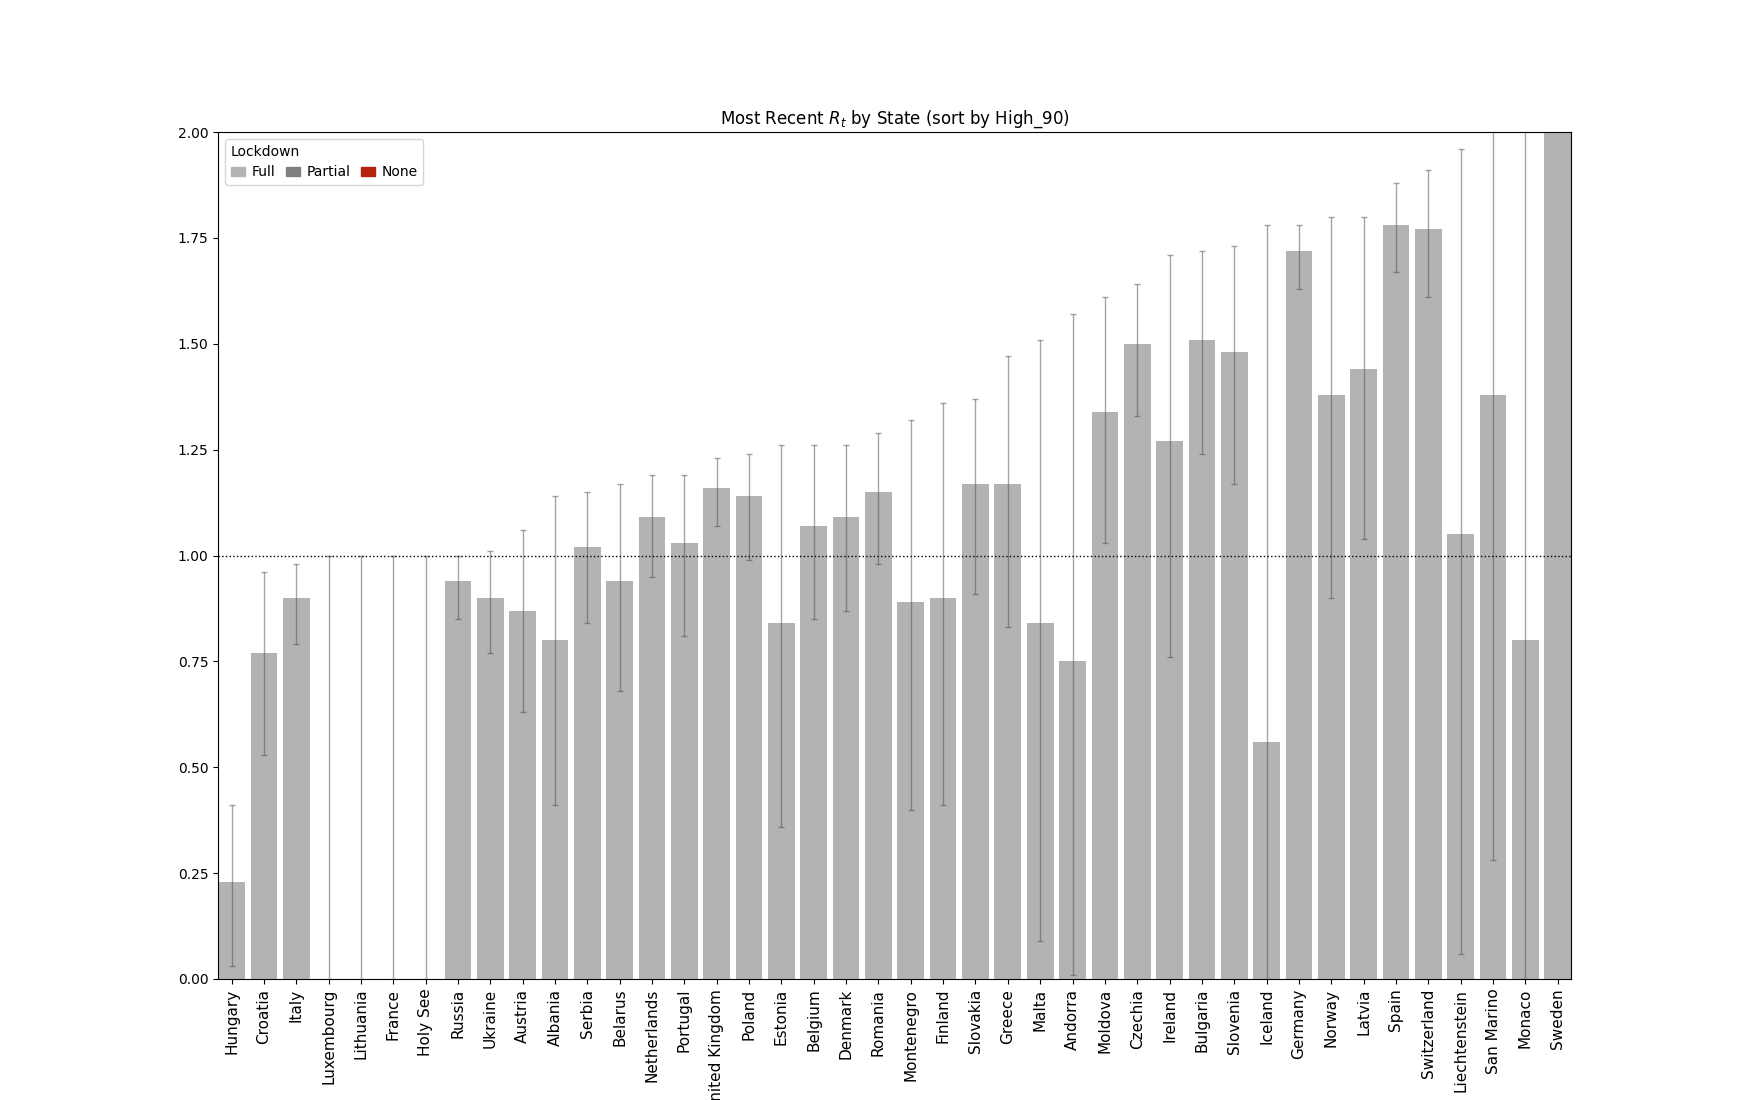 Most Recent R_t by State (sort by High_90)
Lockdown
Full Partial None
2.00
1.75
1.50
1.25
1.00
0.75
0.50
0.25
0.00
Hungary
Croatia
Italy
Luxembourg
Lithuania
France
Holy See
Russia
Ukraine
Austria
Albania
Serbia
Belarus
Netherlands
Portugal
nited Kingdom
Poland
Estonia
Belgium
Denmark
Romania
Montenegro
Finland
Slovakia
Greece
Malta
Andorra
Moldova
Czechia
Ireland
Bulgaria
Slovenia
Iceland
Germany
Norway
Latvia
Spain
Switzerland
Liechtenstein
San Marino
Monaco
Sweden